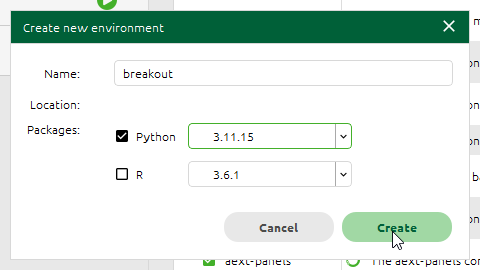 Create new environment
Name: breakout
Location:
Packages:
Python 3.11.15
R 3.6.1
Cancel Create
aext-panels The aext-panels con